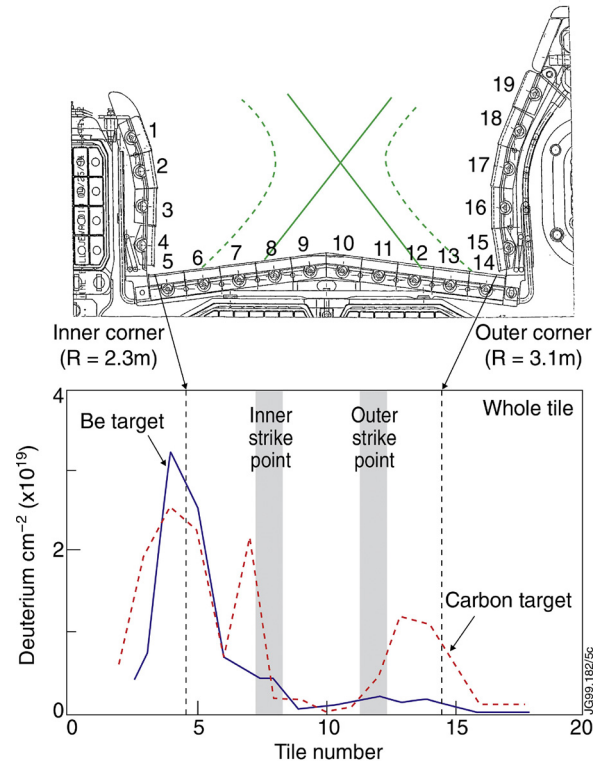 1
2
3
4
5
6
7
8
9
10
11
12
13
14
15
16
17
18
19
Inner corner
(R = 2.3m)
Outer corner
(R = 3.1m)
Be target
Inner
strike
point
Outer
strike
point
Whole tile
Carbon target
4
2
0
Deuterium cm⁻² (x10¹⁹)
0
5
10
15
20
Tile number
JG99.182/5c